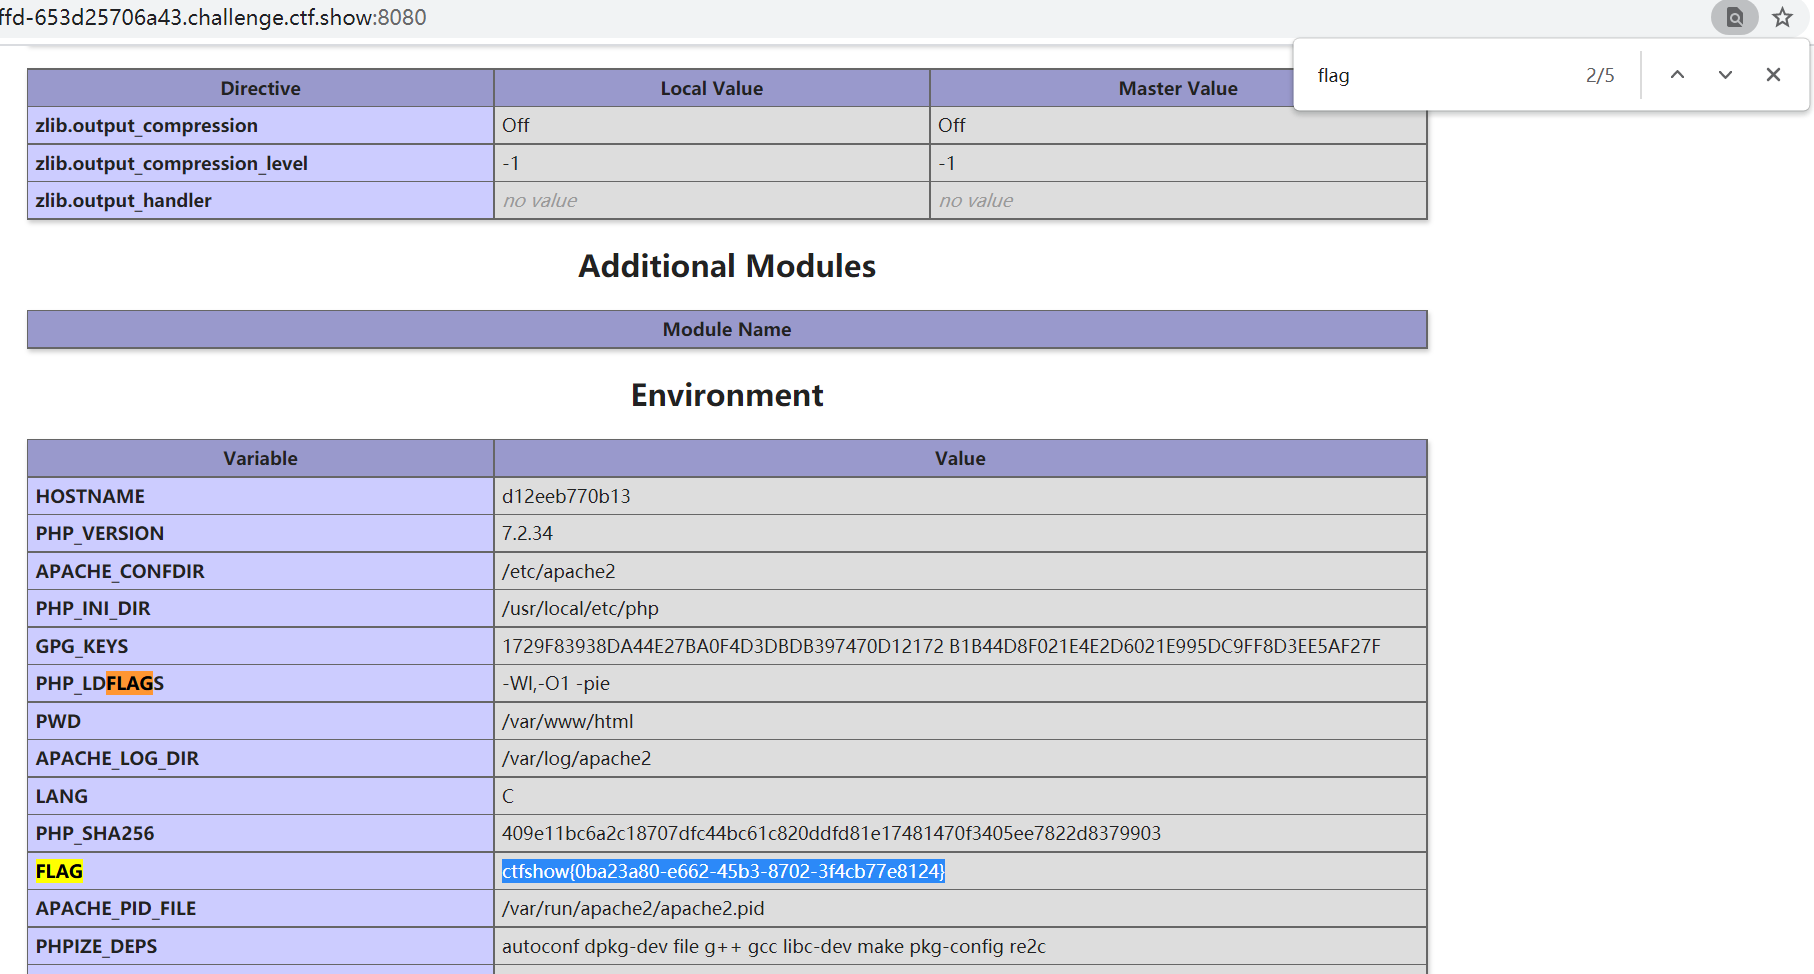 ffd-653d25706a43.challenge.ctf.show:8080
flag 2/5
Directive Local Value Master Value
zlib.output_compression Off Off
zlib.output_compression_level -1 -1
zlib.output_handler no value no value
Additional Modules
Module Name
Environment
Variable Value
HOSTNAME d12eeb770b13
PHP_VERSION 7.2.34
APACHE_CONFDIR /etc/apache2
PHP_INI_DIR /usr/local/etc/php
GPG_KEYS 1729F83938DA44E27BA0F4D3DBDB397470D12172 B1B44D8F021E4E2D6021E995DC9FF8D3EE5AF27F
PHP_LDFLAGS -Wl,-O1 -pie
PWD /var/www/html
APACHE_LOG_DIR /var/log/apache2
LANG C
PHP_SHA256 409e11bc6a2c18707dfc44bc61c820ddfd81e17481470f3405ee7822d8379903
FLAG ctfshow{0ba23a80-e662-45b3-8702-3f4cb77e8124}
APACHE_PID_FILE /var/run/apache2/apache2.pid
PHPIZE_DEPS autoconf dpkg-dev file g++ gcc libc-dev make pkg-config re2c